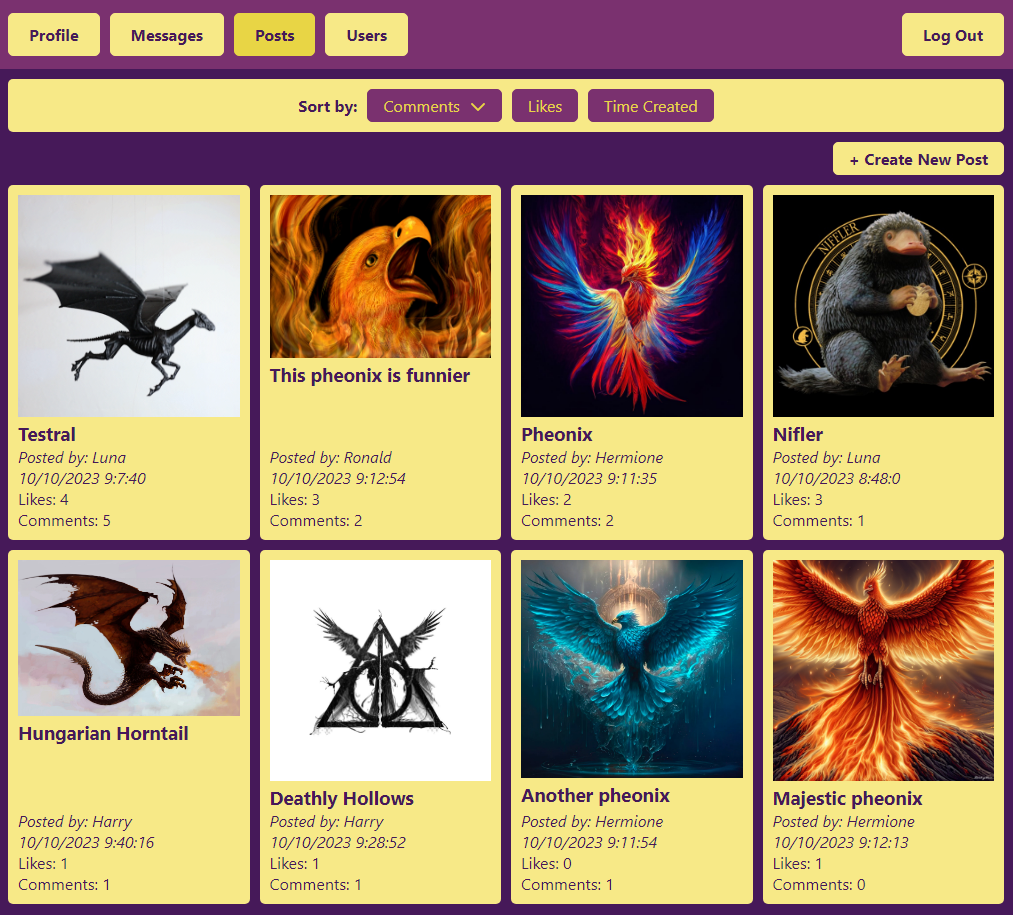 Profile Messages Posts Users Log Out
Sort by: Comments Likes Time Created
+ Create New Post
NIFFLER
Testral
Posted by: Luna
10/10/2023 9:7:40
Likes: 4
Comments: 5
This pheonix is funnier
Posted by: Ronald
10/10/2023 9:12:54
Likes: 3
Comments: 2
Pheonix
Posted by: Hermione
10/10/2023 9:11:35
Likes: 2
Comments: 2
Nifler
Posted by: Luna
10/10/2023 8:48:0
Likes: 3
Comments: 1
Hungarian Horntail
Posted by: Harry
10/10/2023 9:40:16
Likes: 1
Comments: 1
Deathly Hollows
Posted by: Harry
10/10/2023 9:28:52
Likes: 1
Comments: 1
Another pheonix
Posted by: Hermione
10/10/2023 9:11:54
Likes: 0
Comments: 1
Majestic pheonix
Posted by: Hermione
10/10/2023 9:12:13
Likes: 1
Comments: 0